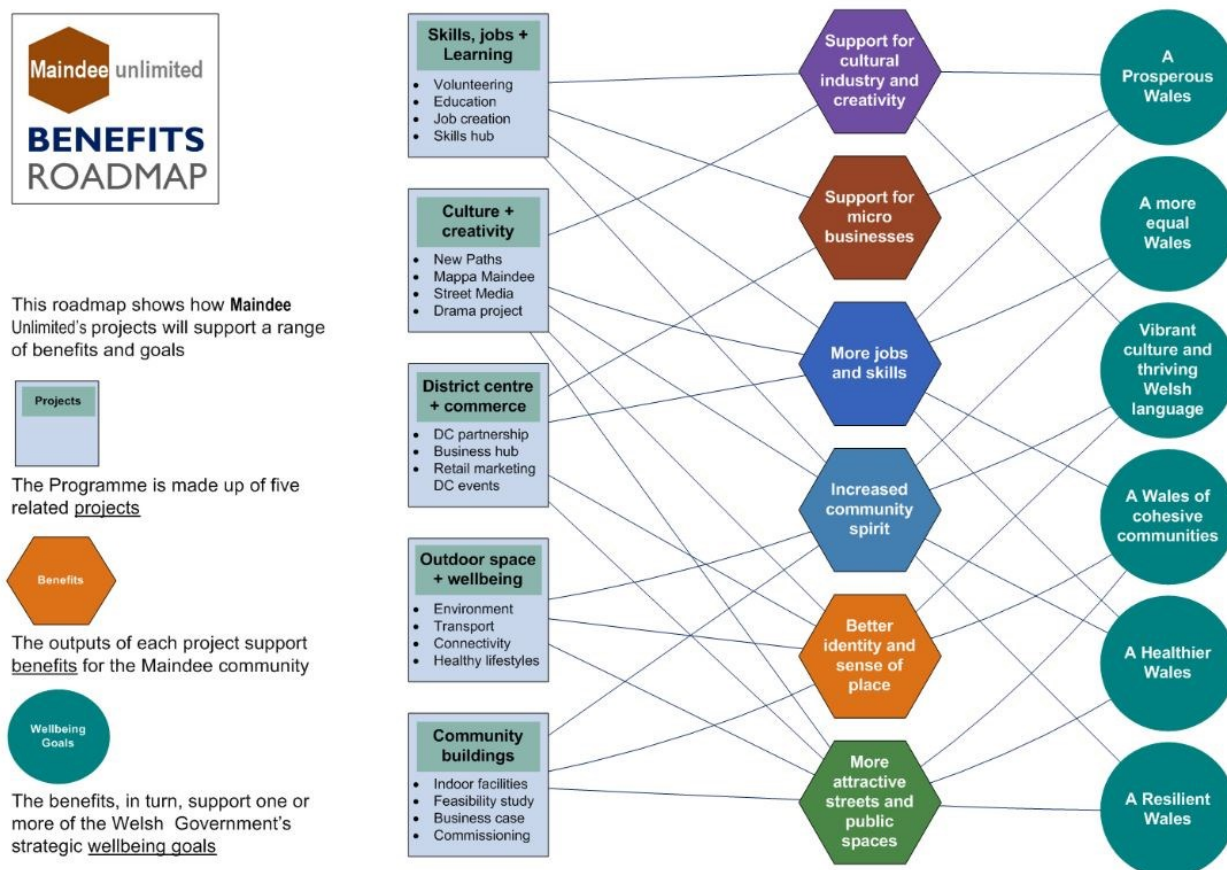 Maindee unlimited
BENEFITS
ROADMAP
This roadmap shows how Maindee
Unlimited's projects will support a range
of benefits and goals
Projects
The Programme is made up of five
related projects
Benefits
The outputs of each project support
benefits for the Maindee community
Wellbeing
Goals
The benefits, in turn, support one or
more of the Welsh Government's
strategic wellbeing goals
Skills, jobs +
Learning
• Volunteering
• Education
• Job creation
• Skills hub
Culture +
creativity
• New Paths
• Mappa Maindee
• Street Media
• Drama project
District centre
+ commerce
• DC partnership
• Business hub
• Retail marketing
DC events
Outdoor space
+ wellbeing
• Environment
• Transport
• Connectivity
• Healthy lifestyles
Community
buildings
• Indoor facilities
• Feasibility study
• Business case
• Commissioning
Support for
cultural
industry and
creativity
Support for
micro
businesses
More jobs
and skills
Increased
community
spirit
Better
identity and
sense of
place
More
attractive
streets and
public
spaces
A
Prosperous
Wales
A more
equal
Wales
Vibrant
culture and
thriving
Welsh
language
A Wales of
cohesive
communities
A Healthier
Wales
A Resilient
Wales